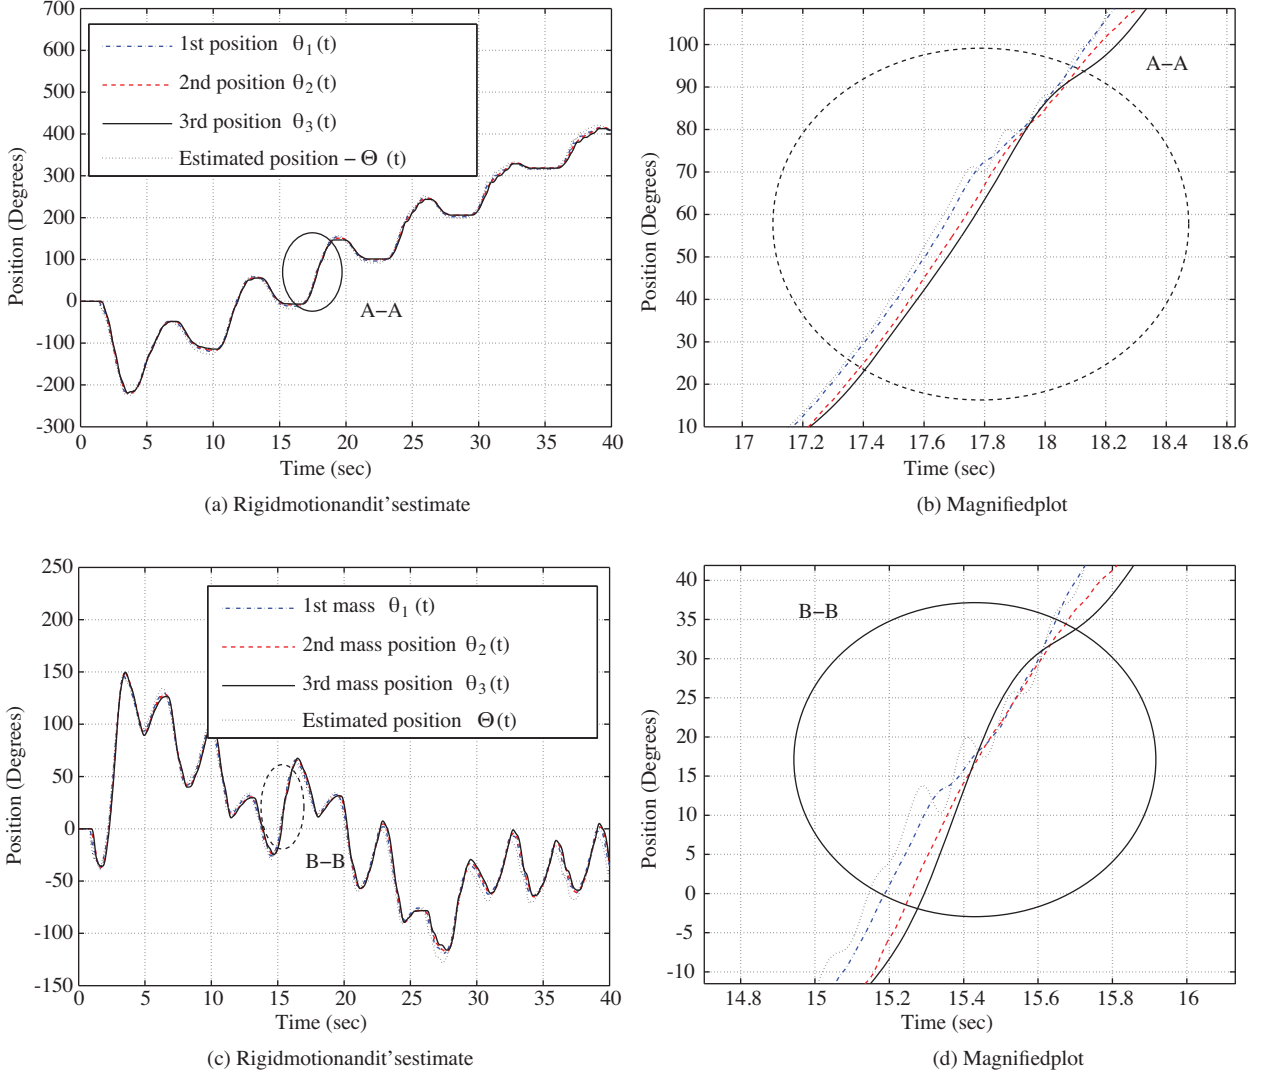 700
600
500
400
300
200
100
0
-100
-200
-300
Position (Degrees)
1st position θ1(t)
2nd position θ2(t)
3rd position θ3(t)
Estimated position – Θ (t)
A–A
0 5 10 15 20 25 30 35 40
Time (sec)
(a) Rigidmotionandit'sestimate
100
90
80
70
60
50
40
30
20
10
Position (Degrees)
A–A
17 17.2 17.4 17.6 17.8 18 18.2 18.4 18.6
Time (sec)
(b) Magnifiedplot
250
200
150
100
50
0
-50
-100
-150
Position (Degrees)
1st mass θ1 (t)
2nd mass position θ2(t)
3rd mass position θ3(t)
Estimated position Θ(t)
B–B
0 5 10 15 20 25 30 35 40
Time (sec)
(c) Rigidmotionandit'sestimate
40
35
30
25
20
15
10
5
0
-5
-10
Position (Degrees)
B–B
14.8 15 15.2 15.4 15.6 15.8 16
Time (sec)
(d) Magnifiedplot